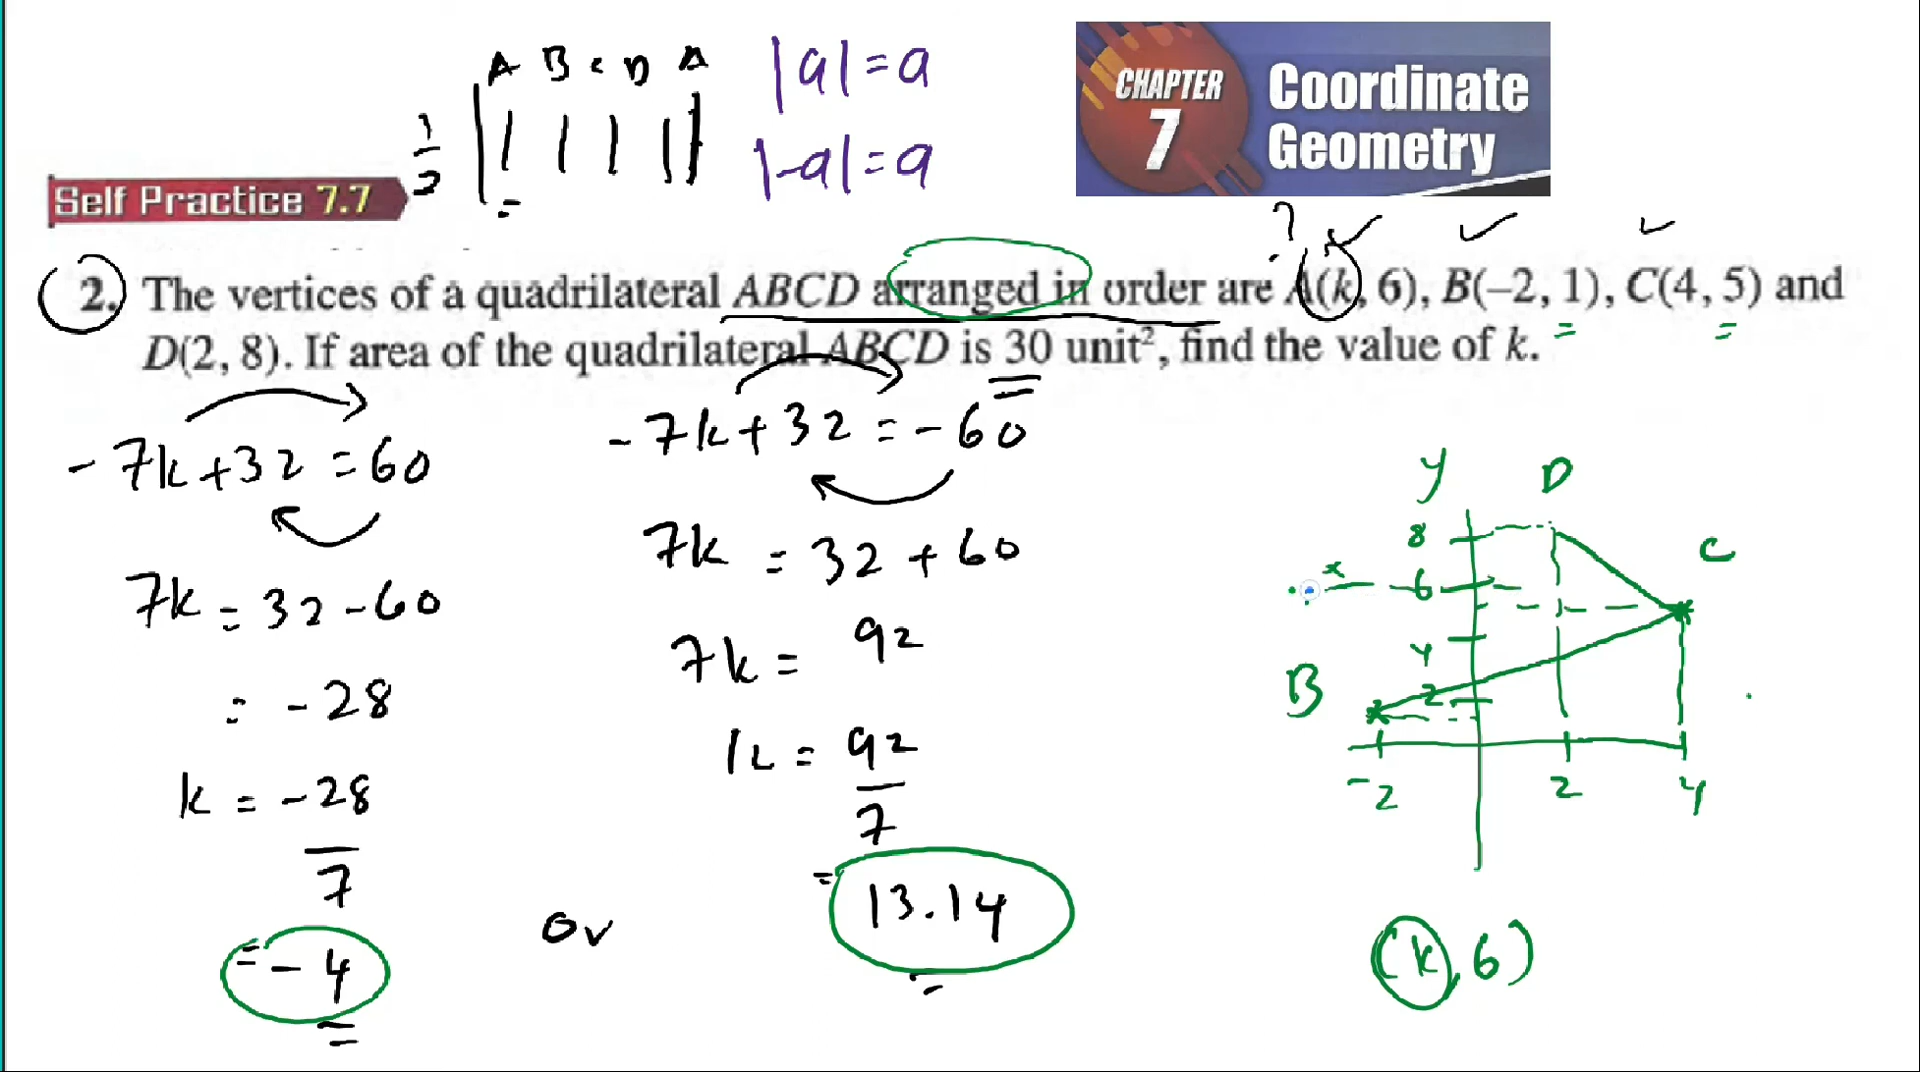 A B C D A
1/2 | | | | | |
=
|a| = a
|-a| = a
CHAPTER 7
Coordinate Geometry
Self Practice 7.7
?
2. The vertices of a quadrilateral ABCD arranged in order are A(k, 6), B(–2, 1), C(4, 5) and
D(2, 8). If area of the quadrilateral ABCD is 30 unit², find the value of k.
-7k+32 = 60
7k = 32-60
= -28
k = -28/7
= -4
or
-7k+32 = -60
7k = 32 + 60
7k = 92
k = 92/7
= 13.14
y
D
8
C
x
6
4
B
2
-2
2
4
(k, 6)